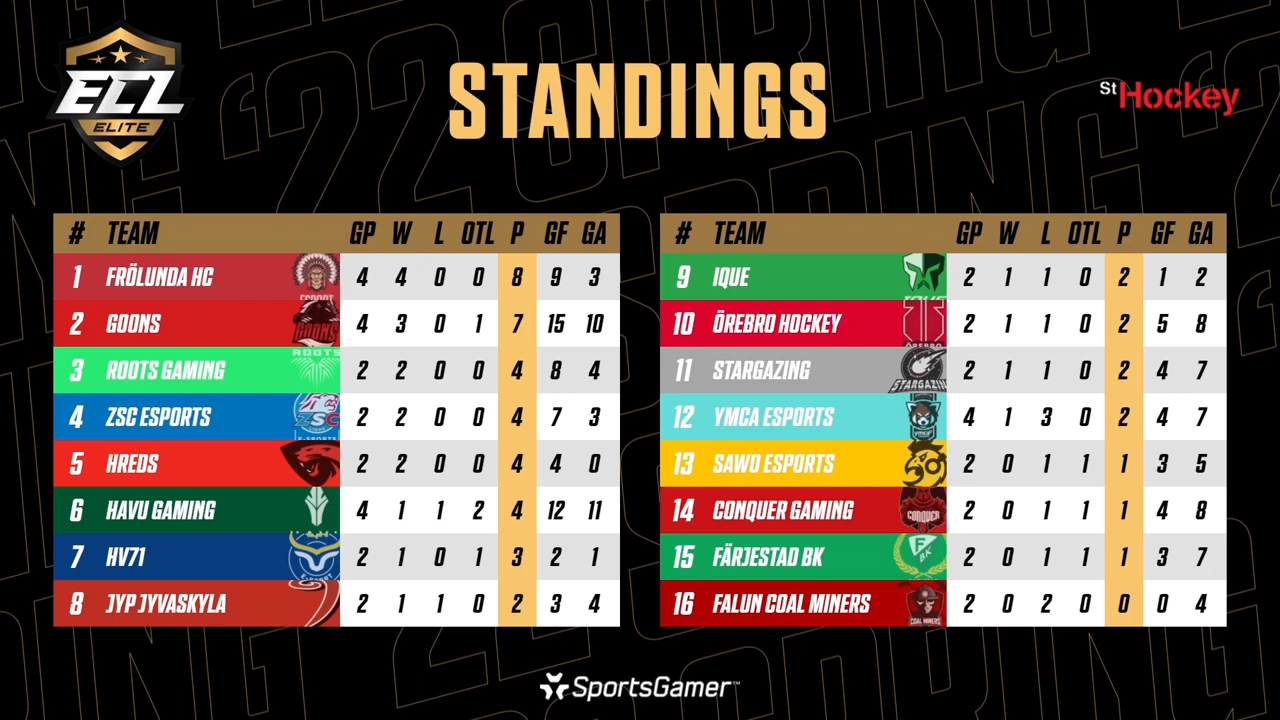 ECL
ELITE
STANDINGS
St Hockey
# TEAM GP W L OTL P GF GA
1 FRÖLUNDA HC 4 4 0 0 8 9 3
2 GOONS 4 3 0 1 7 15 10
3 ROOTS GAMING 2 2 0 0 4 8 4
4 ZSC ESPORTS 2 2 0 0 4 7 3
5 HREDS 2 2 0 0 4 4 0
6 HAVU GAMING 4 1 1 2 4 12 11
7 HV71 2 1 0 1 3 2 1
8 JYP JYVASKYLA 2 1 1 0 2 3 4
# TEAM GP W L OTL P GF GA
9 IQUE 2 1 1 0 2 1 2
10 ÖREBRO HOCKEY 2 1 1 0 2 5 8
11 STARGAZING 2 1 1 0 2 4 7
12 YMCA ESPORTS 4 1 3 0 2 4 7
13 SAWO ESPORTS 2 0 1 1 1 3 5
14 CONQUER GAMING 2 0 1 1 1 4 8
15 FÄRJESTAD BK 2 0 1 1 1 3 7
16 FALUN COAL MINERS 2 0 2 0 0 0 4
SportsGamer™